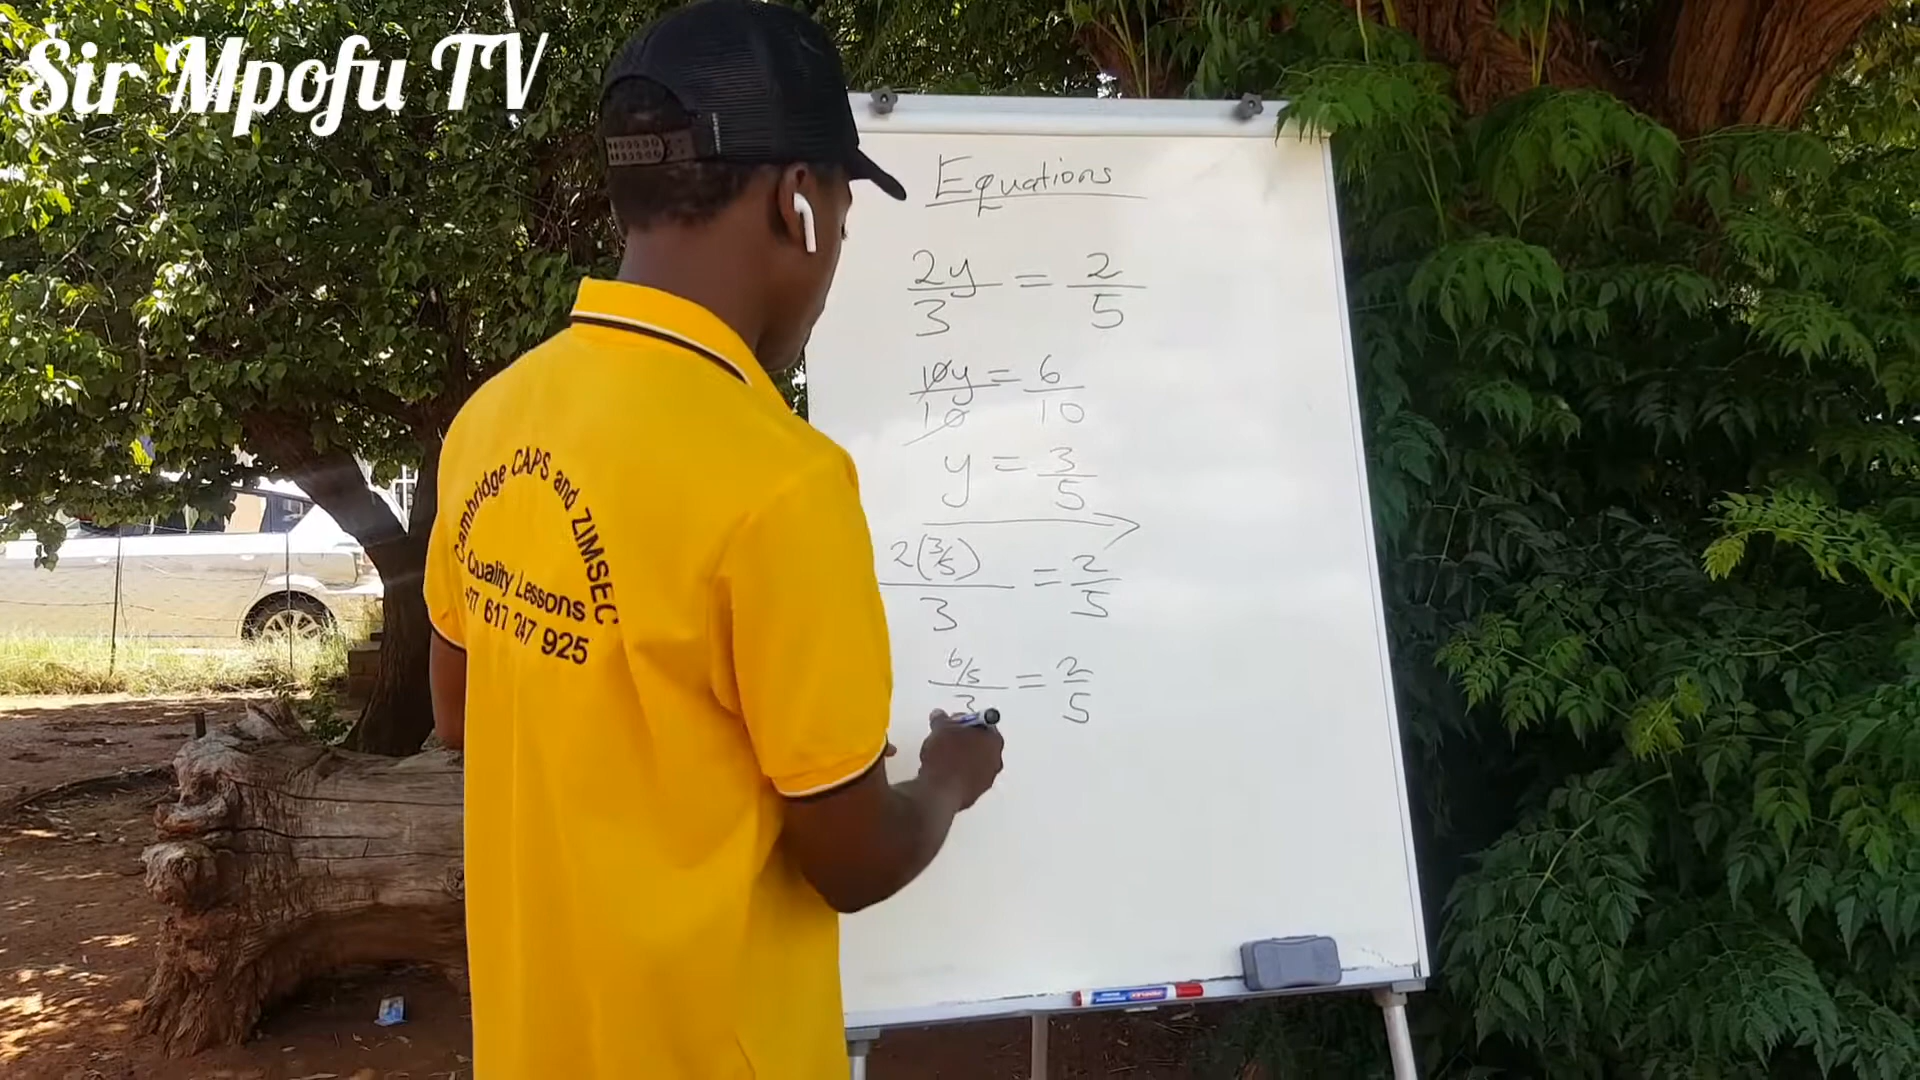 Sir Mpofu TV
Cambridge CAPS and ZIMSEC
Quality Lessons
+77 617 247 925
Equations
2y/3 = 2/5
10y/10 = 6/10
y = 3/5
2(3/5)/3 = 2/5
6/5/3 = 2/5